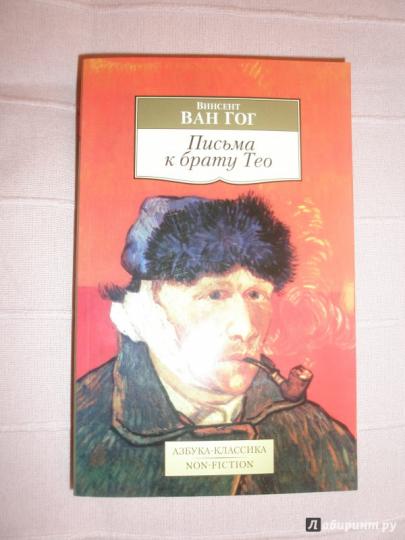 Винсент
ВАН ГОГ
Письма
к брату Тео
АЗБУКА-КЛАССИКА
NON-FICTION
Лабиринт.ру